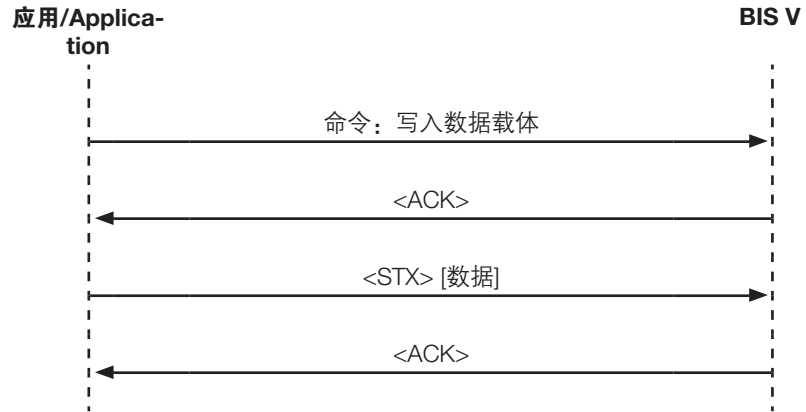 应用/Applica-
tion
BIS V
命令：写入数据载体
<ACK>
<STX> [数据]
<ACK>